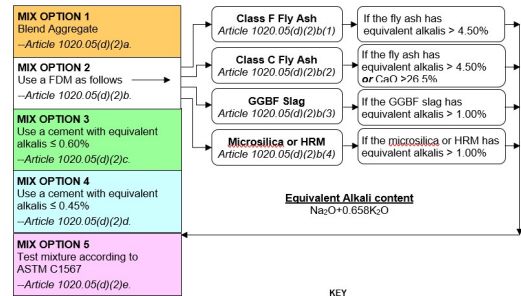 MIX OPTION 1
Blend Aggregate
--Article 1020.05(d)(2)a.
MIX OPTION 2
Use a FDM as follows
--Article 1020.05(d)(2)b.
MIX OPTION 3
Use a cement with equivalent
alkalis ≤ 0.60%
--Article 1020.05(d)(2)c.
MIX OPTION 4
Use a cement with equivalent
alkalis ≤ 0.45%
--Article 1020.05(d)(2)d.
MIX OPTION 5
Test mixture according to
ASTM C1567
--Article 1020.05(d)(2)e.
Class F Fly Ash
Article 1020.05(d)(2)b(1)
If the fly ash has
equivalent alkalis > 4.50%
Class C Fly Ash
Article 1020.05(d)(2)b(2)
If the fly ash has
equivalent alkalis > 4.50%
or CaO >26.5%
GGBF Slag
Article 1020.05(d)(2)b(3)
If the GGBF slag has
equivalent alkalis > 1.00%
Microsilica or HRM
Article 1020.05(d)(2)b(4)
If the microsilica or HRM has
equivalent alkalis > 1.00%
Equivalent Alkali content
Na₂O+0.658K₂O
KEY